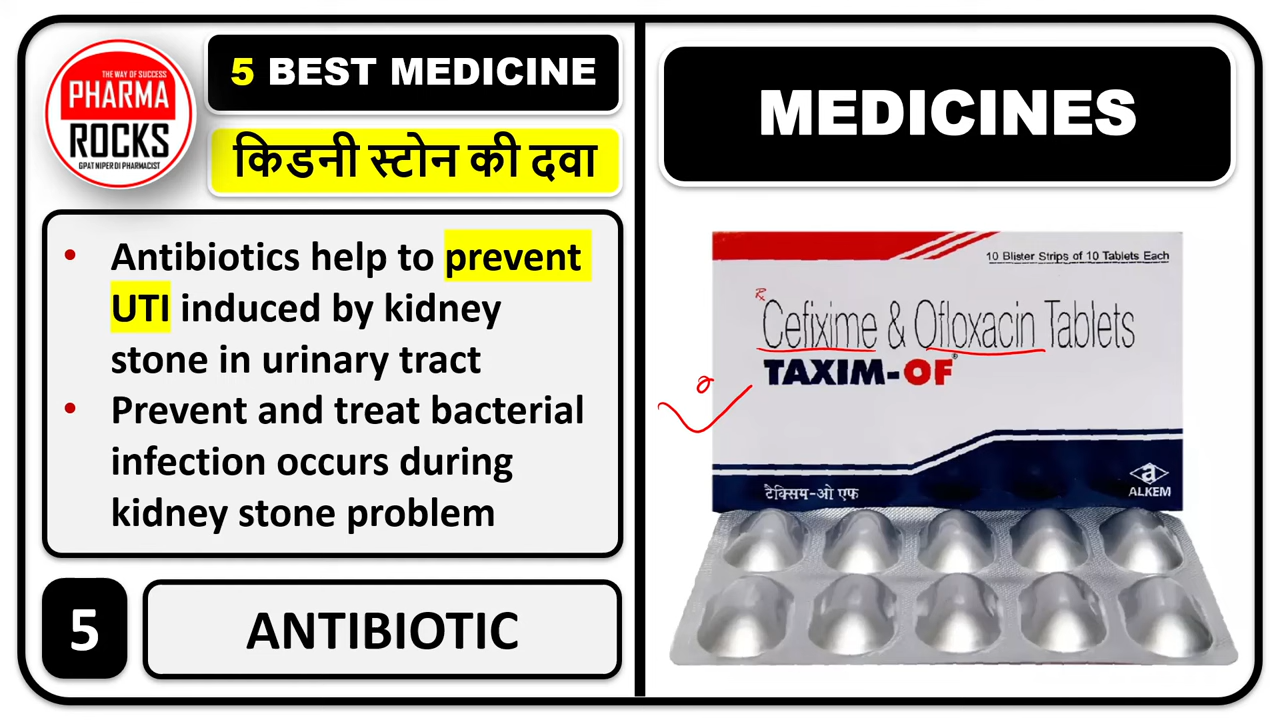 THE WAY OF SUCCESS
PHARMA
ROCKS
GPAT NIPER DI PHARMACIST
5 BEST MEDICINE
किडनी स्टोन की दवा
• Antibiotics help to prevent
UTI induced by kidney
stone in urinary tract
• Prevent and treat bacterial
infection occurs during
kidney stone problem
5
ANTIBIOTIC
MEDICINES
10 Blister Strips of 10 Tablets Each
Rx
Cefixime & Ofloxacin Tablets
TAXIM-OF®
टैक्सिम-ओ एफ
a
ALKEM